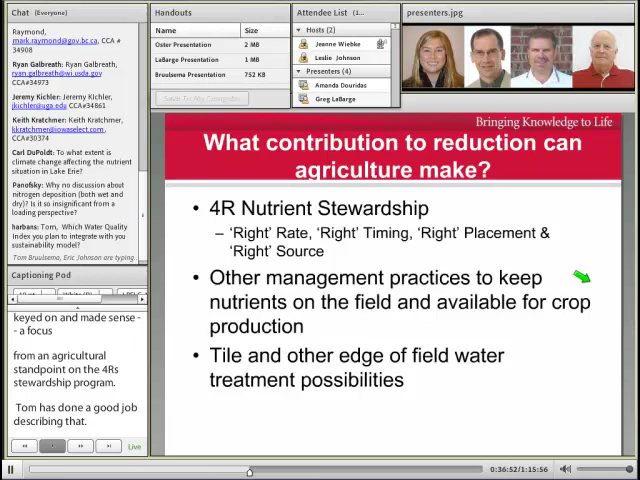 Chat (Everyone)
Raymond,
mark.raymond@gov.bc.ca, CCA #
34908
Ryan Galbreath: Ryan Galbreath,
ryan.galbreath@wi.usda.gov
CCA#34973
Jeremy Kichler: Jeremy KIchler,
jkichler@uga.edu CCA#34861
Keith Kratchmer: Keith Kratchmer,
kkratchmer@iowaselect.com,
CCA#30374
Carl DuPoldt: To what extent is
climate change affecting the nutrient
situation in Lake Erie?
Panofsky: Why no discussion about
nitrogen deposition (both wet and
dry)? Is it so insignificant from a
loading perspective?
harbans: Tom, Which Water Quality
Index you plan to integrate with you
sustainability model?
Tom Bruulsema, Eric Johnson are typing.
Captioning Pod
keyed on and made sense -
- a focus
from an agricultural
standpoint on the 4Rs
stewardship program.
Tom has done a good job
describing that.
Live
Handouts
Name Size
Oster Presentation 2 MB
LaBarge Presentation 1 MB
Bruulsema Presentation 752 KB
Save To My Computer
Attendee List (1...
Hosts (2)
Jeanne Wiebke
Leslie Johnson
Presenters (4)
Amanda Douridas
Greg LaBarge
presenters.jpg
Bringing Knowledge to Life
What contribution to reduction can
agriculture make?
• 4R Nutrient Stewardship
– ‘Right’ Rate, ‘Right’ Timing, ‘Right’ Placement &
‘Right’ Source
• Other management practices to keep
nutrients on the field and available for crop
production
• Tile and other edge of field water
treatment possibilities
0:36:52/1:15:56